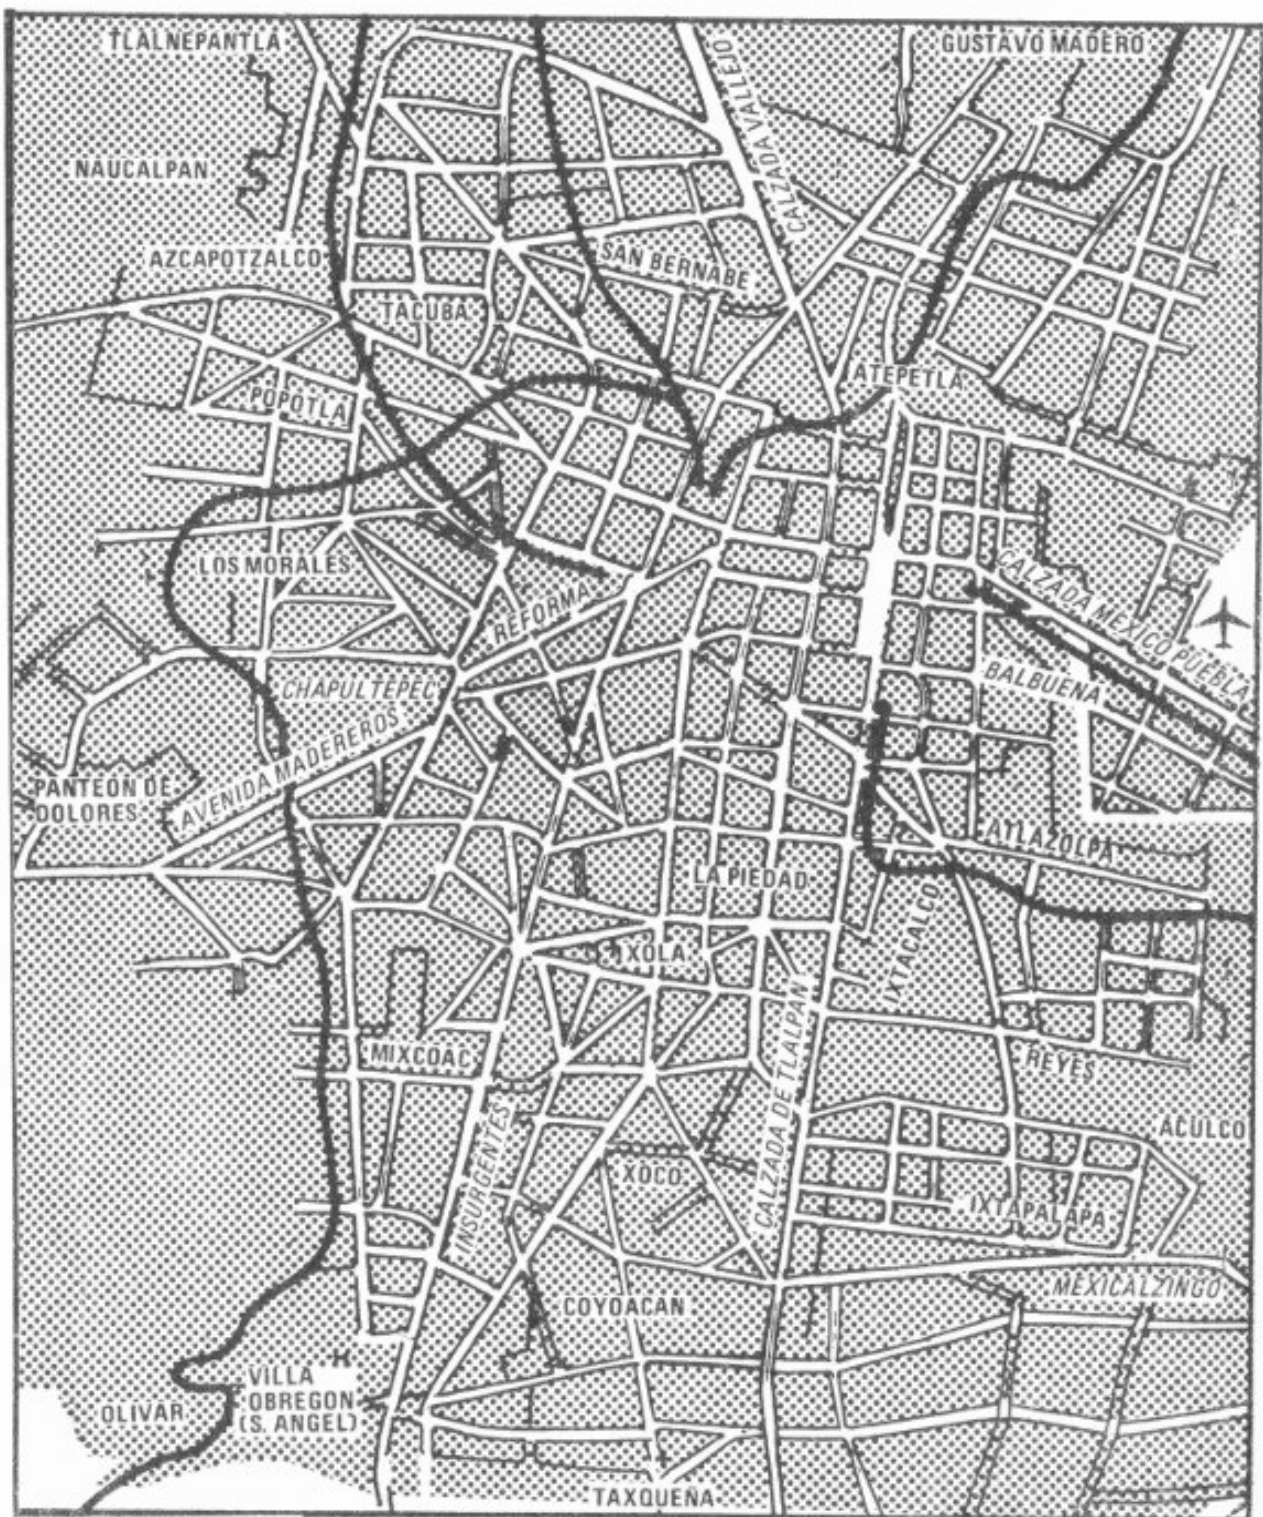 TLALNEPANTLA
GUSTAVO MADERO
CALZADA VALLEJO
NAUCALPAN
AZCAPOTZALCO
SAN BERNABE
TACUBA
ATEPETLA
POPOTLA
LOS MORALES
CALZADA MEXICO PUEBLA
REFORMA
BALBUENA
CHAPULTEPEC
AVENIDA MADEREROS
PANTEON DE
DOLORES
ATLAZOLPA
LA PIEDAD
IXTACALCO
XOLA
MIXCOAC
CALZADA DE TLALPAN
REYES
INSURGENTES
ACULCO
XOCO
IXTAPALAPA
MEXICALZINGO
COYOACAN
VILLA
OBREGON
(S. ANGEL)
OLIVAR
TAXQUEÑA